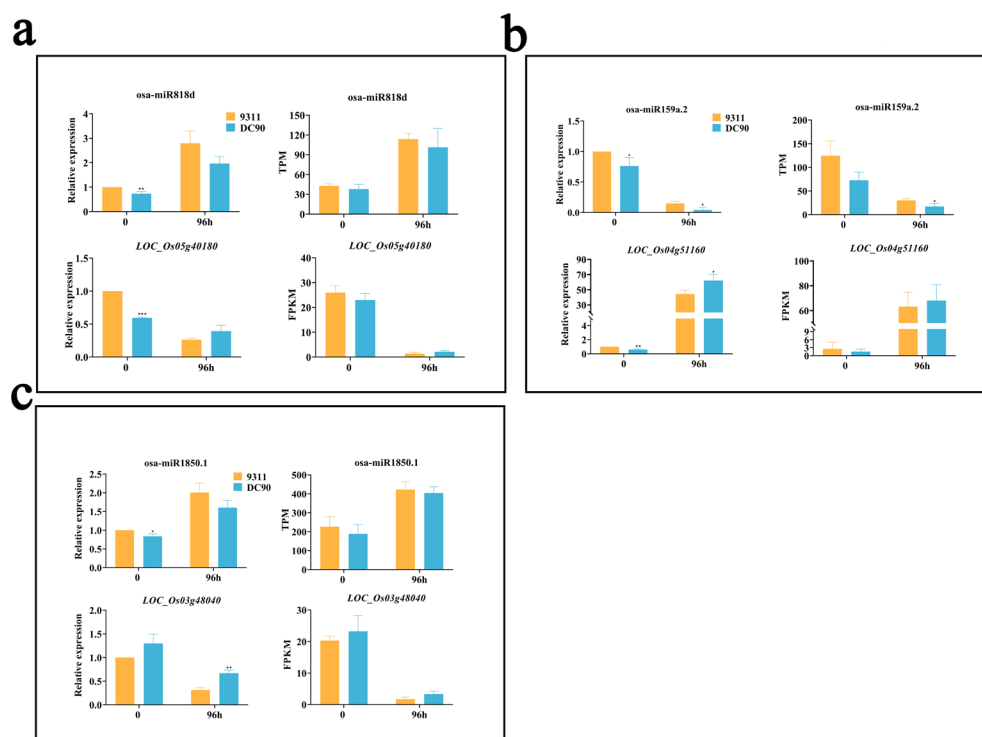 a
osa-miR818d
9311
DC90
Relative expression
4
3
2
1
0
0
96h
osa-miR818d
TPM
150
120
90
60
30
0
0
96h
LOC_Os05g40180
Relative expression
1.5
1.0
0.5
0.0
0
96h
LOC_Os05g40180
FPKM
40
30
20
10
0
0
96h
**
***
b
osa-miR159a.2
9311
DC90
Relative expression
1.5
1.0
0.5
0.0
0
96h
*
*
osa-miR159a.2
TPM
200
150
100
50
0
0
96h
*
LOC_Os04g51160
Relative expression
90
70
50
30
4
2
0
0
96h
**
*
LOC_Os04g51160
FPKM
100
80
60
9
6
3
0
0
96h
c
osa-miR1850.1
9311
DC90
Relative expression
2.5
2.0
1.5
1.0
0.5
0.0
0
96h
*
osa-miR1850.1
TPM
500
400
300
200
100
0
0
96h
LOC_Os03g48040
Relative expression
2.0
1.5
1.0
0.5
0.0
0
96h
**
LOC_Os03g48040
FPKM
30
20
10
0
0
96h